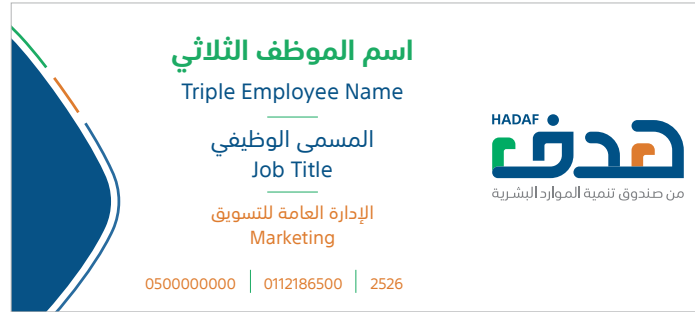 اسم الموظف الثلاثي
Triple Employee Name
المسمى الوظيفي
Job Title
الإدارة العامة للتسويق
Marketing
0500000000 | 0112186500 | 2526
HADAF
هدف
من صندوق تنمية الموارد البشرية